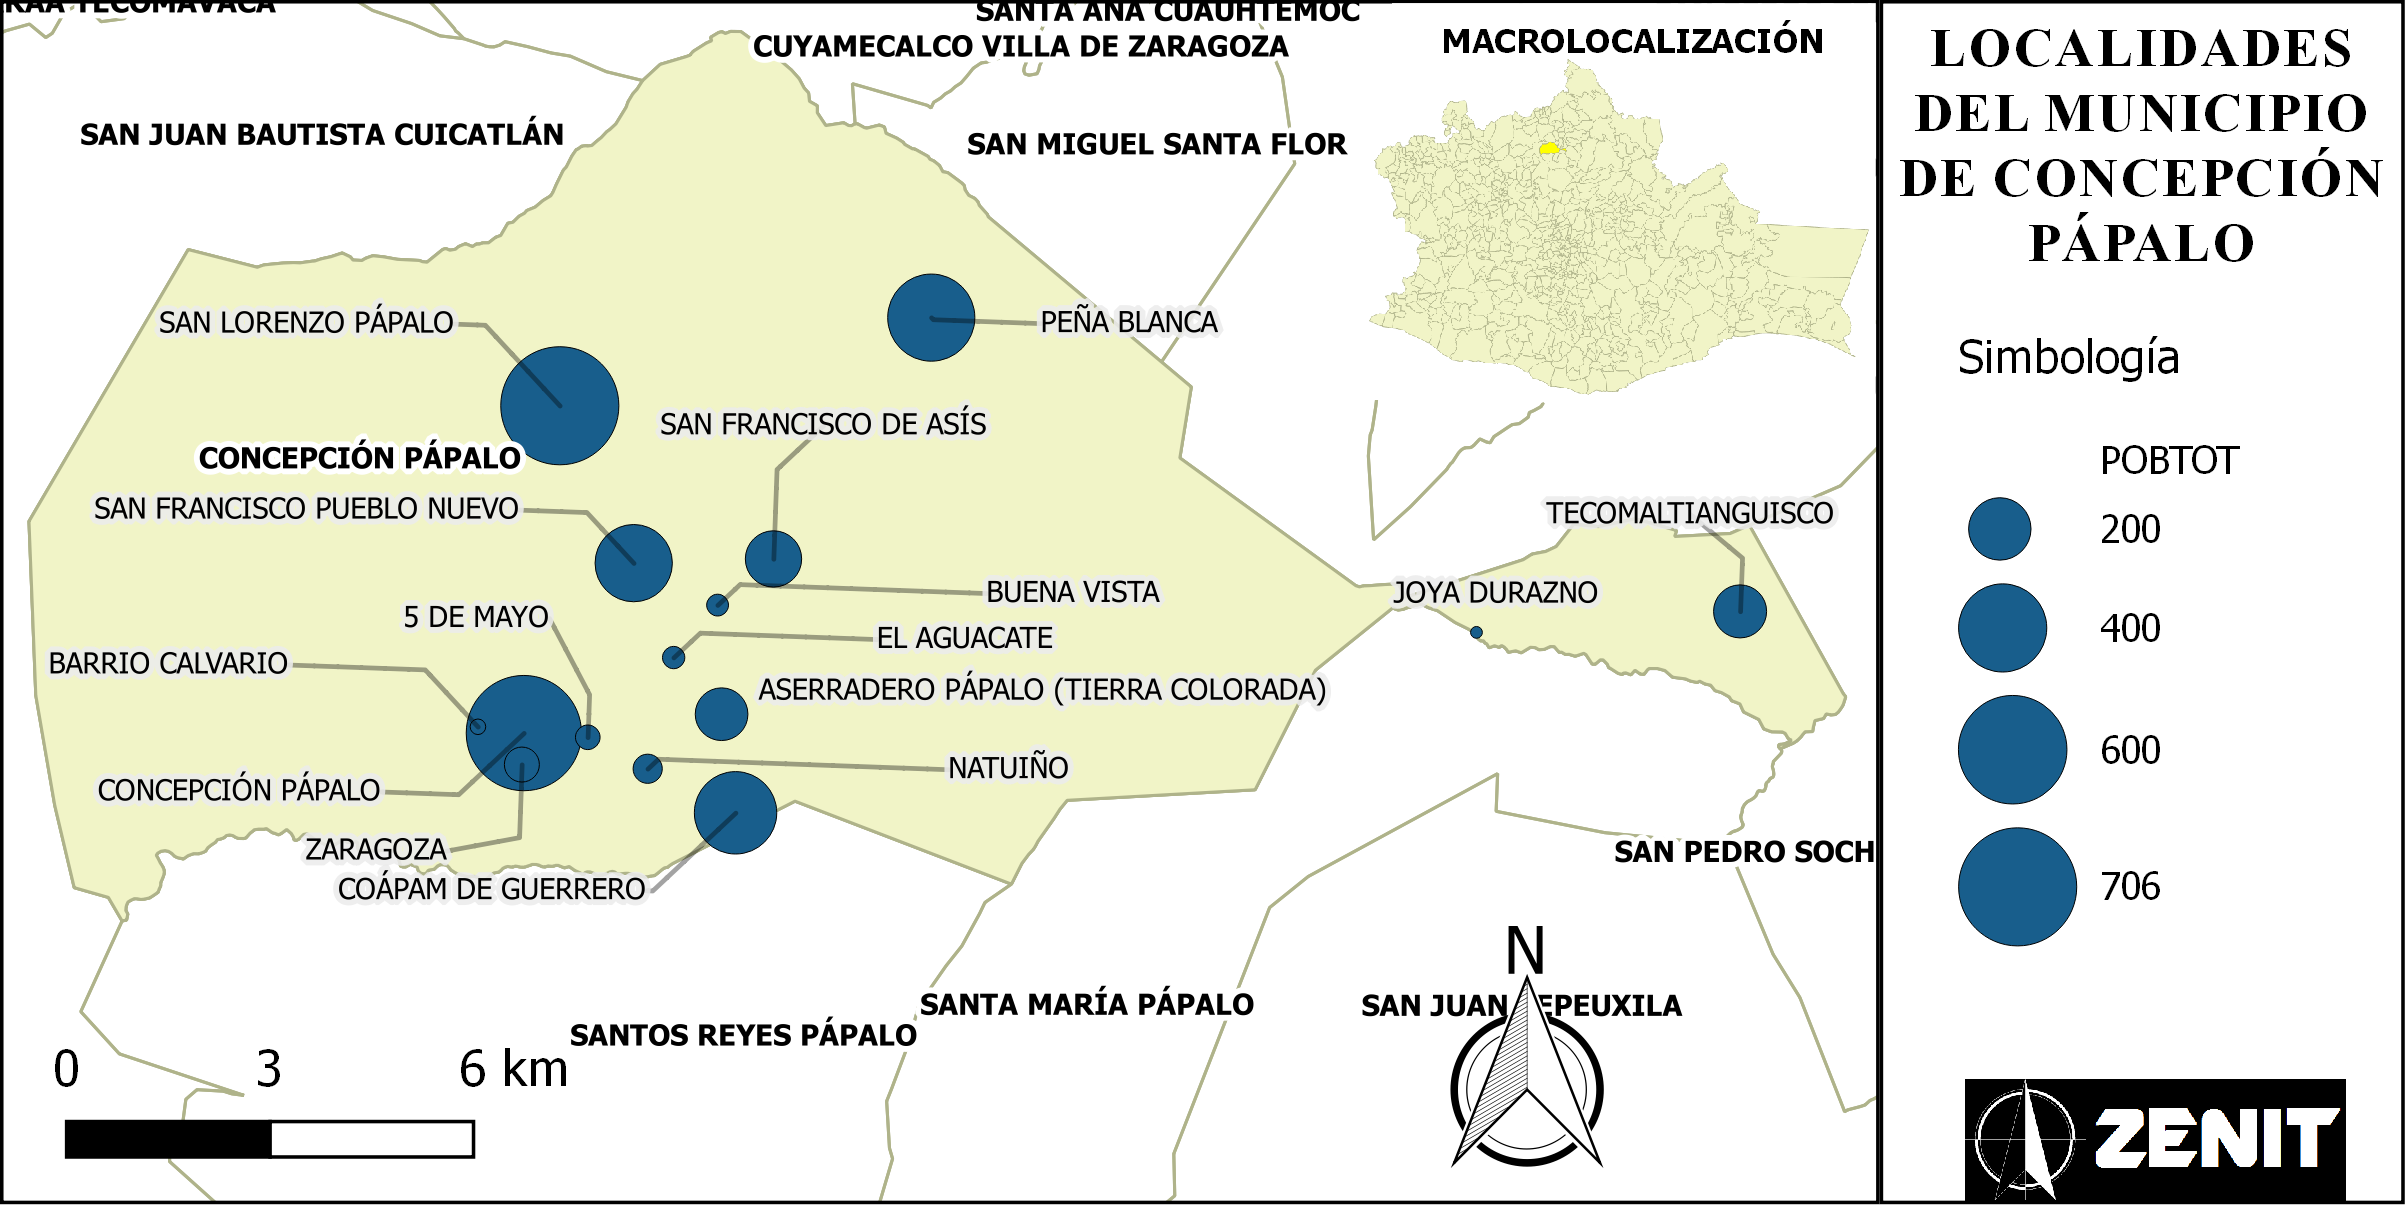 TECOMAVACA
SANTA ANA CUAUHTÉMOC
CUYAMECALCO VILLA DE ZARAGOZA
SAN JUAN BAUTISTA CUICATLÁN
SAN MIGUEL SANTA FLOR
MACROLOCALIZACIÓN
SAN LORENZO PÁPALO
PEÑA BLANCA
SAN FRANCISCO DE ASÍS
CONCEPCIÓN PÁPALO
SAN FRANCISCO PUEBLO NUEVO
TECOMALTIANGUISCO
BUENA VISTA
JOYA DURAZNO
5 DE MAYO
EL AGUACATE
BARRIO CALVARIO
ASERRADERO PÁPALO (TIERRA COLORADA)
NATUIÑO
CONCEPCIÓN PÁPALO
ZARAGOZA
COÁPAM DE GUERRERO
SAN PEDRO SOCH
SANTA MARÍA PÁPALO
SAN JUAN EPEUXILA
SANTOS REYES PÁPALO
N
0 3 6 km
LOCALIDADES
DEL MUNICIPIO
DE CONCEPCIÓN
PÁPALO
Simbología
POBTOT
200
400
600
706
ZENIT